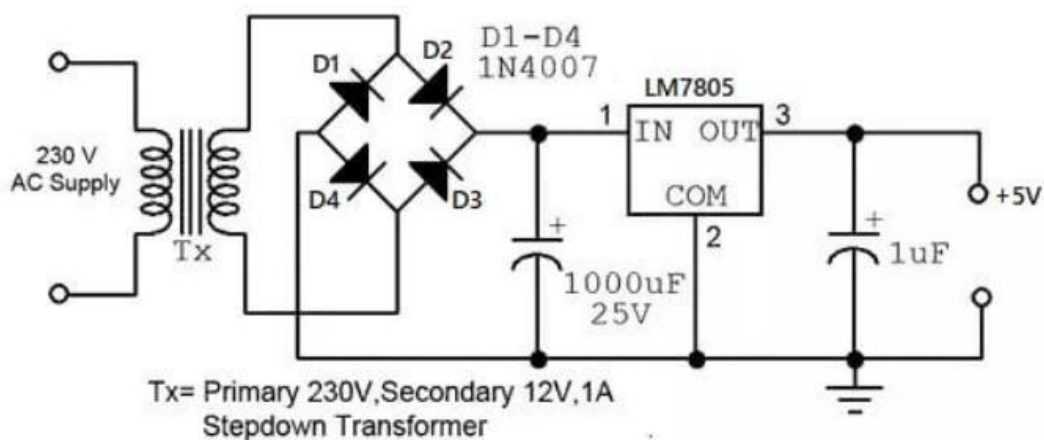 D1-D4
1N4007
D1
D2
D4
D3
LM7805
1
IN OUT
3
COM
2
230 V
AC Supply
Tx
+
1000uF
25V
+
1uF
+5V
Tx= Primary 230V,Secondary 12V,1A
Stepdown Transformer